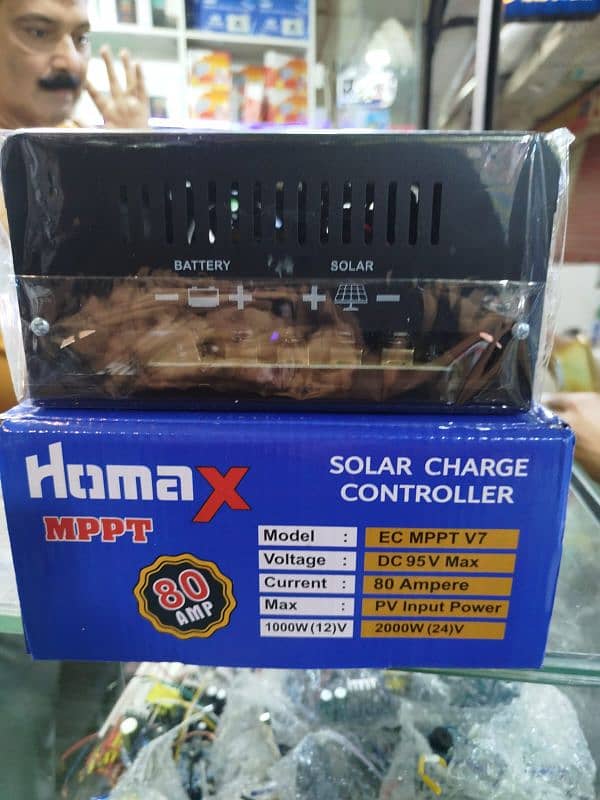 BATTERY SOLAR
- + + -
Homax
MPPT
80
AMP
SOLAR CHARGE
CONTROLLER
Model : EC MPPT V7
Voltage : DC 95V Max
Current : 80 Ampere
Max : PV Input Power
1000W (12)V 2000W (24)V